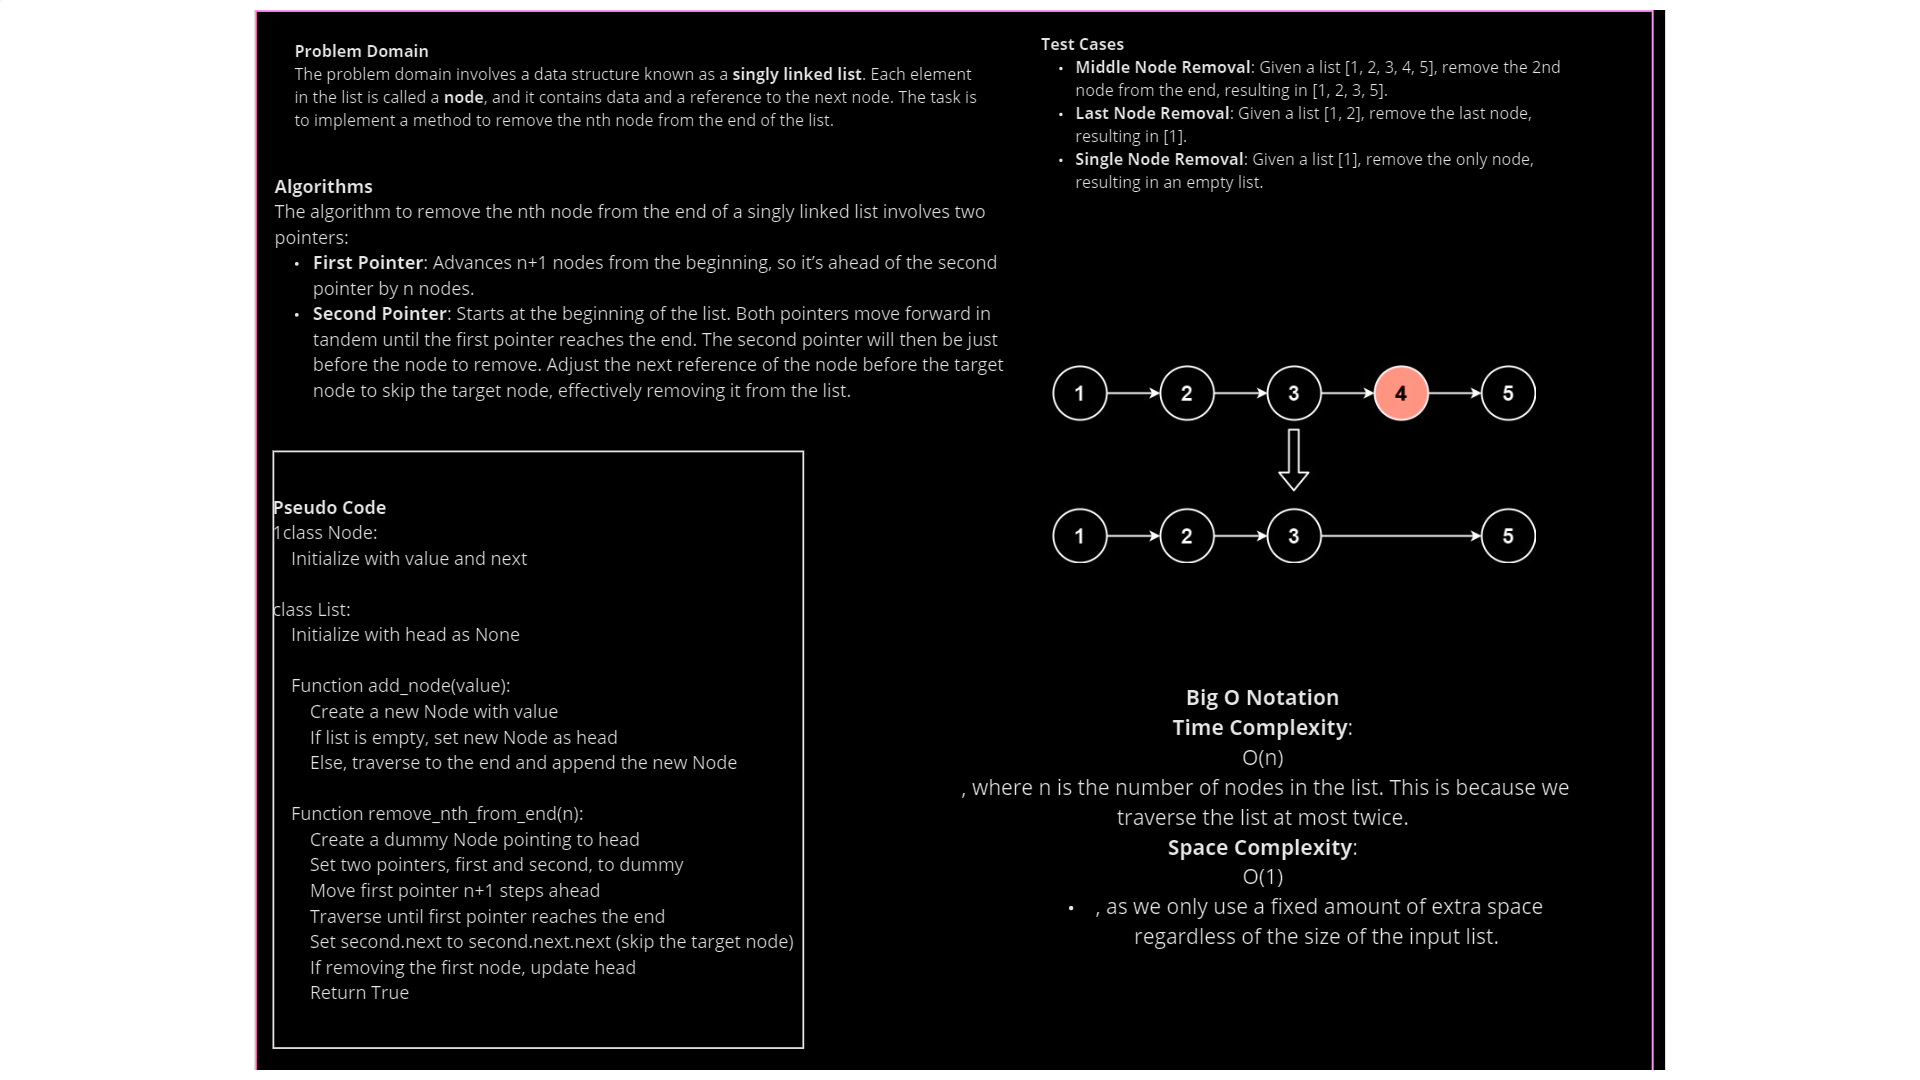 Problem Domain
The problem domain involves a data structure known as a singly linked list. Each element
in the list is called a node, and it contains data and a reference to the next node. The task is
to implement a method to remove the nth node from the end of the list.
Algorithms
The algorithm to remove the nth node from the end of a singly linked list involves two
pointers:
• First Pointer: Advances n+1 nodes from the beginning, so it’s ahead of the second
pointer by n nodes.
• Second Pointer: Starts at the beginning of the list. Both pointers move forward in
tandem until the first pointer reaches the end. The second pointer will then be just
before the node to remove. Adjust the next reference of the node before the target
node to skip the target node, effectively removing it from the list.
Pseudo Code
1class Node:
Initialize with value and next
class List:
Initialize with head as None
Function add_node(value):
Create a new Node with value
If list is empty, set new Node as head
Else, traverse to the end and append the new Node
Function remove_nth_from_end(n):
Create a dummy Node pointing to head
Set two pointers, first and second, to dummy
Move first pointer n+1 steps ahead
Traverse until first pointer reaches the end
Set second.next to second.next.next (skip the target node)
If removing the first node, update head
Return True
Test Cases
• Middle Node Removal: Given a list [1, 2, 3, 4, 5], remove the 2nd
node from the end, resulting in [1, 2, 3, 5].
• Last Node Removal: Given a list [1, 2], remove the last node,
resulting in [1].
• Single Node Removal: Given a list [1], remove the only node,
resulting in an empty list.
1 2 3 4 5
1 2 3 5
Big O Notation
Time Complexity:
O(n)
, where n is the number of nodes in the list. This is because we
traverse the list at most twice.
Space Complexity:
O(1)
• , as we only use a fixed amount of extra space
regardless of the size of the input list.